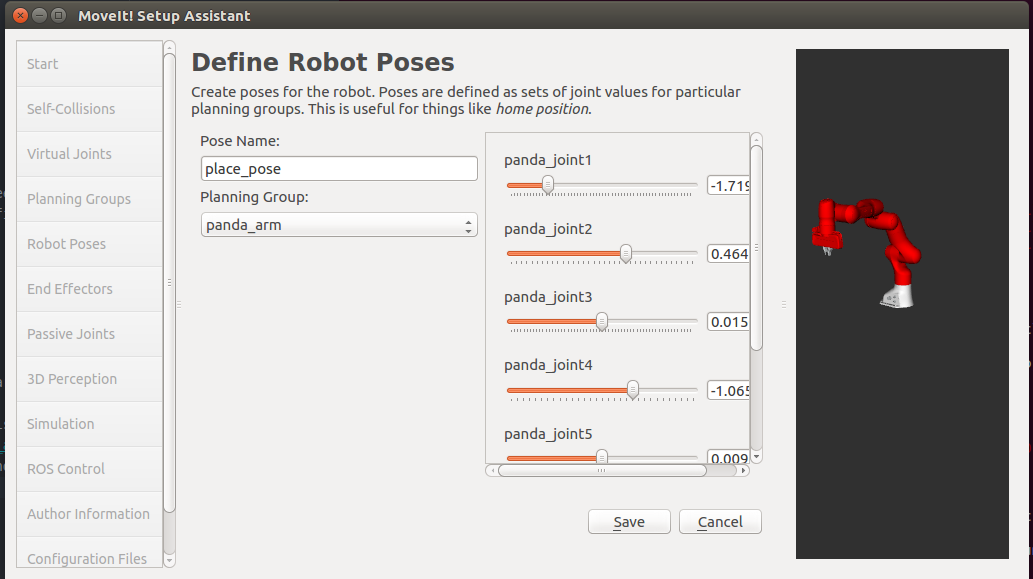 MoveIt! Setup Assistant
Start
Self-Collisions
Virtual Joints
Planning Groups
Robot Poses
End Effectors
Passive Joints
3D Perception
Simulation
ROS Control
Author Information
Configuration Files
Define Robot Poses
Create poses for the robot. Poses are defined as sets of joint values for particular
planning groups. This is useful for things like home position.
Pose Name:
place_pose
Planning Group:
panda_arm
panda_joint1
-1.719
panda_joint2
0.464
panda_joint3
0.015
panda_joint4
-1.065
panda_joint5
0.009
Save
Cancel